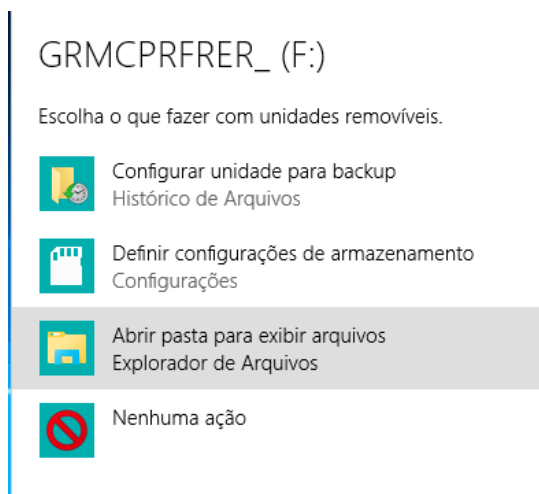 GRMCPRFRER_ (F:)
Escolha o que fazer com unidades removíveis.
Configurar unidade para backup
Histórico de Arquivos
Definir configurações de armazenamento
Configurações
Abrir pasta para exibir arquivos
Explorador de Arquivos
Nenhuma ação